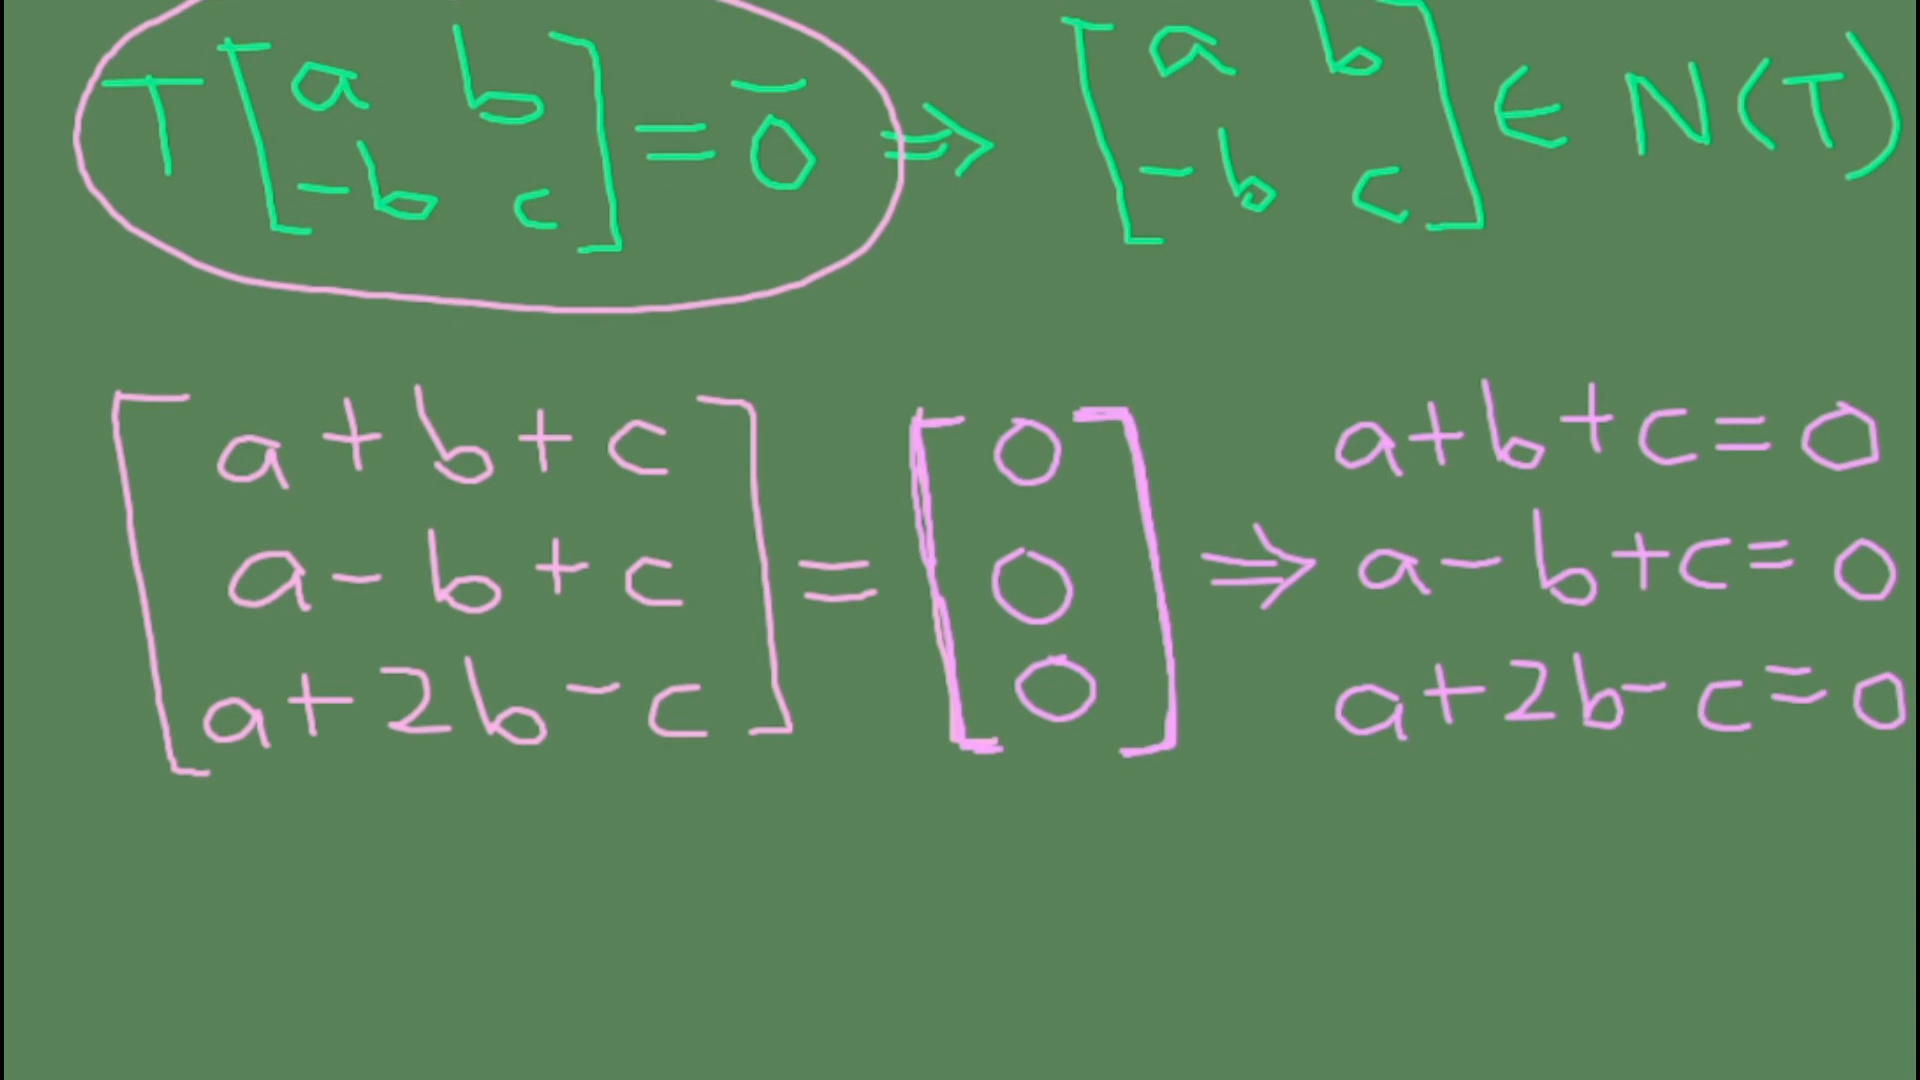 T [ a b ; -b c ] = 0̅ ⇒ [ a b ; -b c ] ∈ N(T)
[ a+b+c ] = [ 0 ] ⇒ a+b+c=0
[ a-b+c ] [ 0 ] a-b+c=0
[ a+2b-c ] [ 0 ] a+2b-c=0